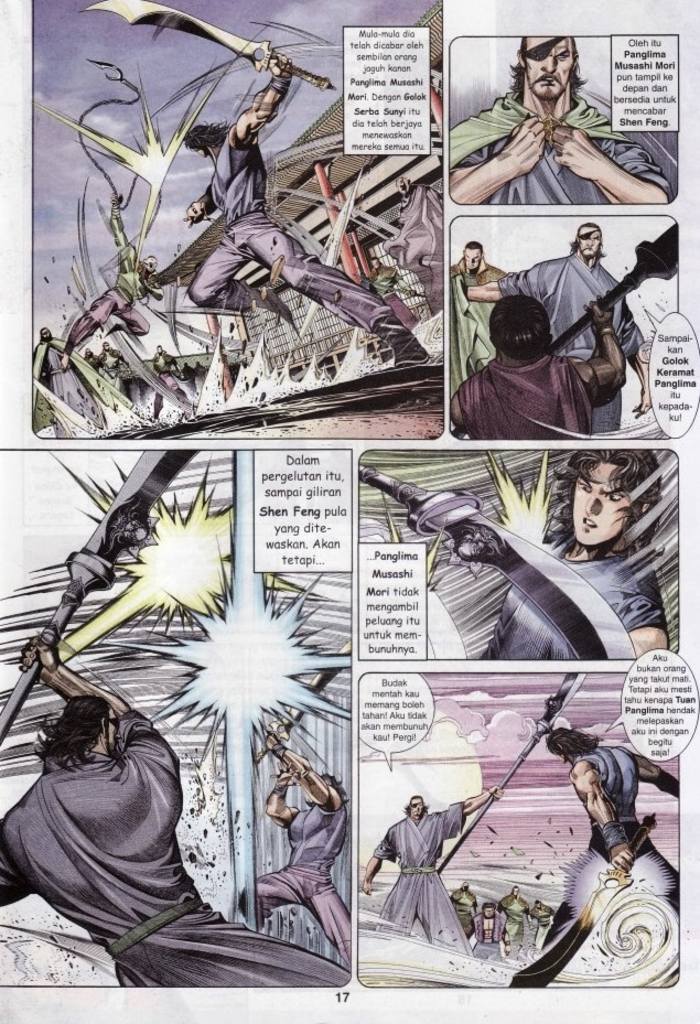 Mula-mula dia
telah dicabar oleh
sembilan orang
jaguh kanan
Panglima Musashi
Mori. Dengan Golok
Serba Sunyi itu
dia telah berjaya
menewaskan
mereka semua itu.
Oleh itu
Panglima
Musashi Mori
pun tampil ke
depan dan
bersedia untuk
mencabar
Shen Feng.
Sampai-
kan
Golok
Keramat
Panglima
itu
kepada-
ku!
Dalam
pergelutan itu,
sampai giliran
Shen Feng pula
yang dite-
waskan. Akan
tetapi...
...Panglima
Musashi
Mori tidak
mengambil
peluang itu
untuk mem-
bunuhnya.
Budak
mentah kau
memang boleh
tahan! Aku tidak
akan membunuh
kau! Pergi!
Aku
bukan orang
yang takut mati.
Tetapi aku mesti
tahu kenapa Tuan
Panglima hendak
melepaskan
aku ini dengan
begitu
saja!
17